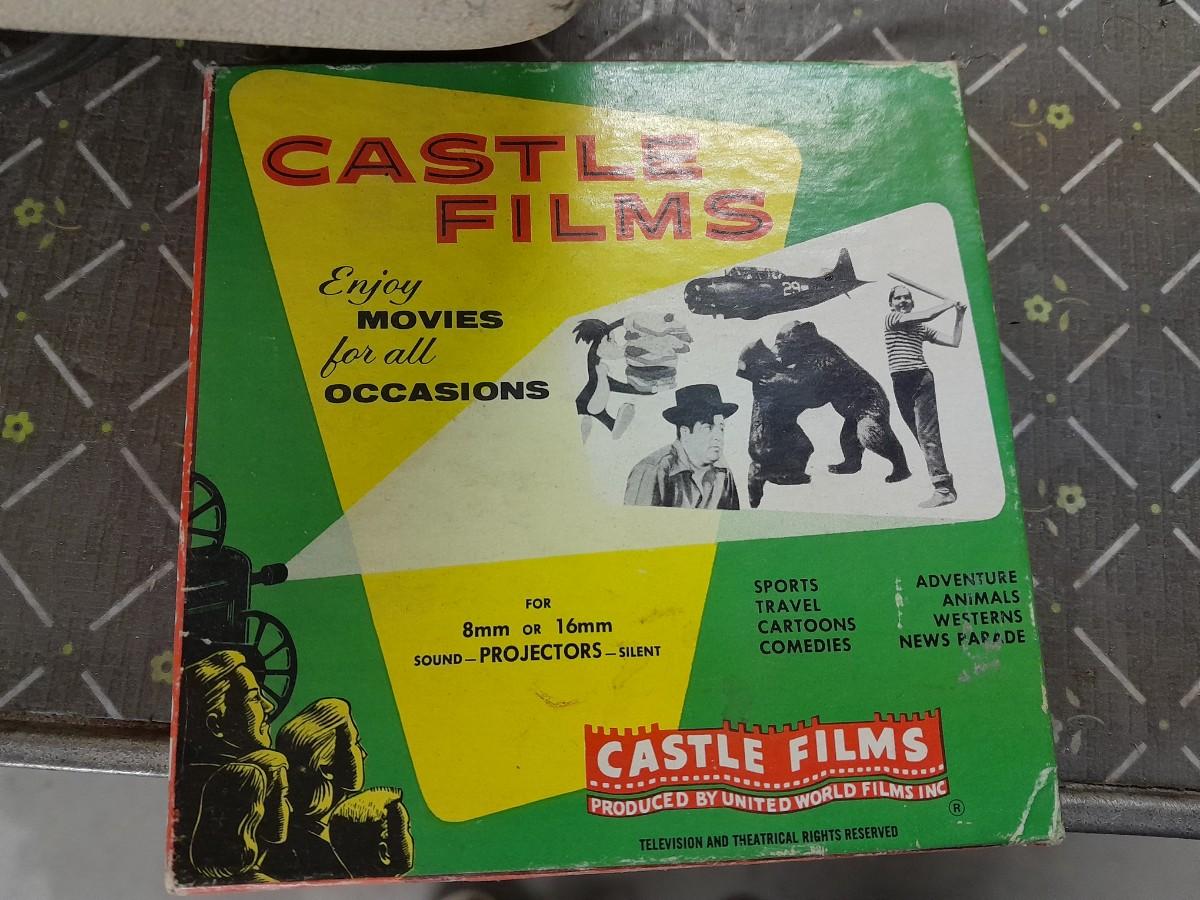 CASTLE
FILMS
Enjoy
MOVIES
for all
OCCASIONS
29
FOR
8mm OR 16mm
SOUND—PROJECTORS—SILENT
SPORTS
TRAVEL
CARTOONS
COMEDIES
ADVENTURE
ANIMALS
WESTERNS
NEWS PARADE
CASTLE FILMS
PRODUCED BY UNITED WORLD FILMS INC
®
TELEVISION AND THEATRICAL RIGHTS RESERVED